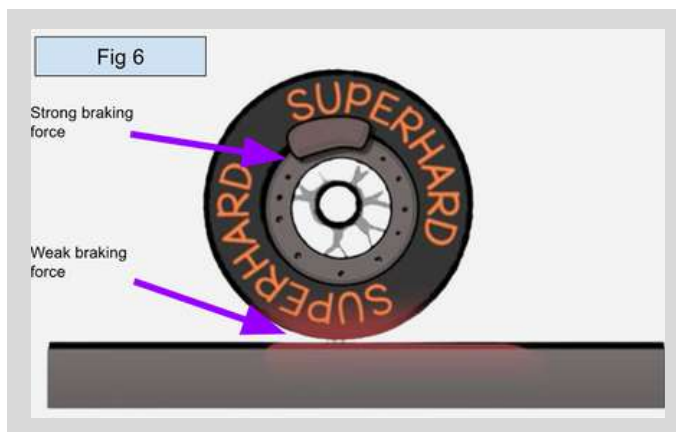 Fig 6
Strong braking
force
SUPERHARD
SUPERHARD
Weak braking
force